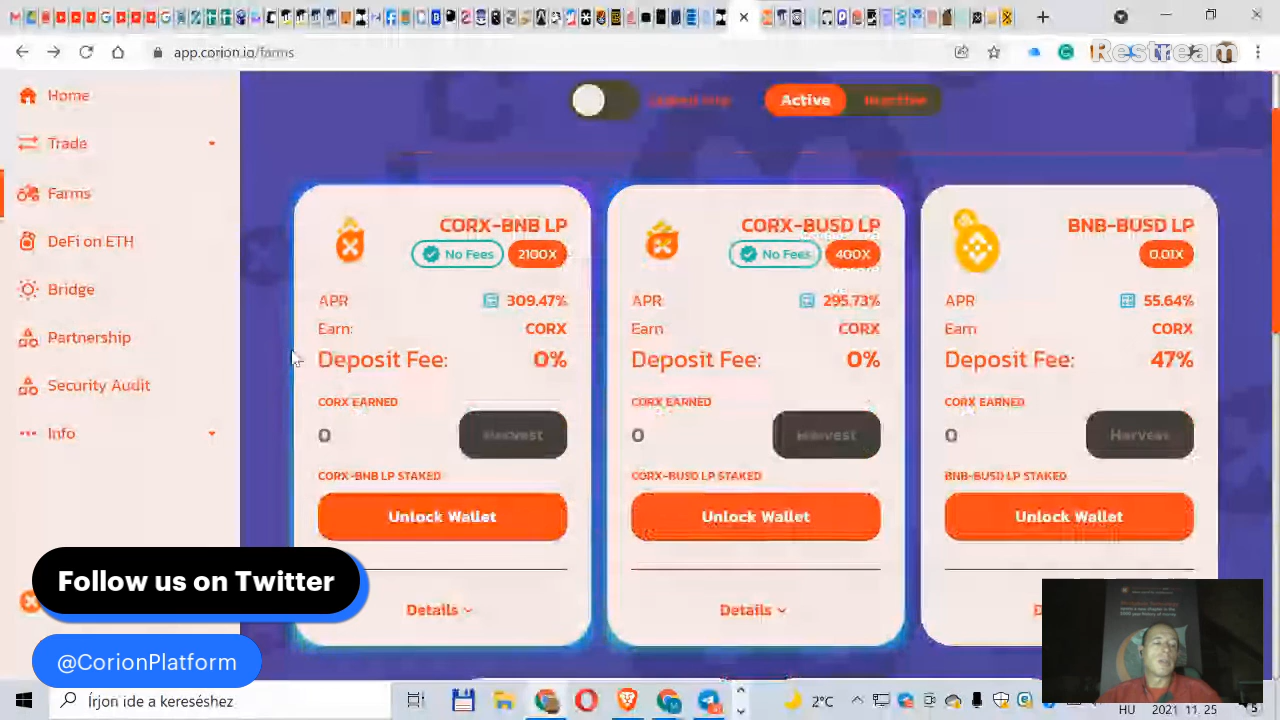 app.corion.io/farms
Restream
Home
Trade
Farms
DeFi on ETH
Bridge
Partnership
Security Audit
Info
Active
Inactive
CORX-BNB LP
No Fees
2100X
APR
309.47%
Earn:
CORX
Deposit Fee:
0%
CORX EARNED
0
Harvest
CORX-BNB LP STAKED
Unlock Wallet
Details
CORX-BUSD LP
No Fees
400X
APR
295.73%
Earn
CORX
Deposit Fee:
0%
CORX EARNED
0
Harvest
CORX-BUSD LP STAKED
Unlock Wallet
Details
BNB-BUSD LP
0.01X
APR
55.64%
Earn
CORX
Deposit Fee:
47%
CORX EARNED
0
Harvest
BNB-BUSD LP STAKED
Unlock Wallet
Follow us on Twitter
@CorionPlatform
Írjon ide a kereséshez
2°C
HU
2021. 11. 25